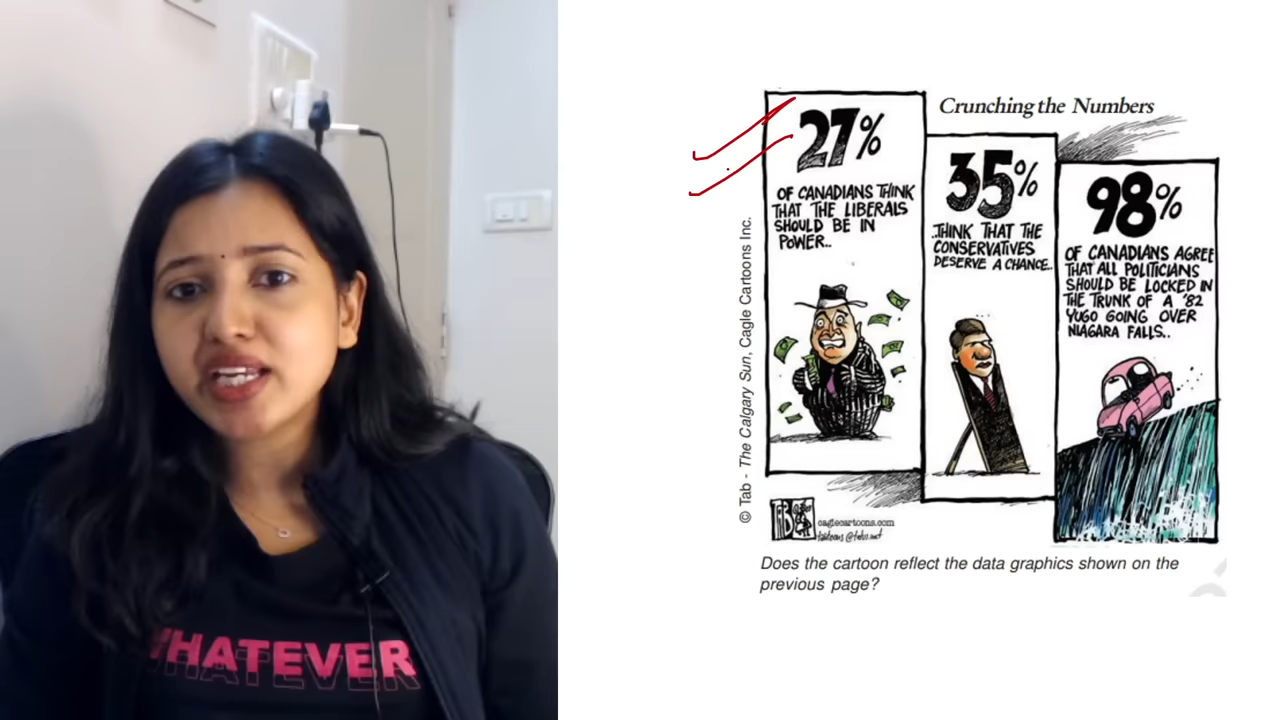 WHATEVER
Crunching the Numbers
27%
OF CANADIANS THINK
THAT THE LIBERALS
SHOULD BE IN
POWER..
35%
..THINK THAT THE
CONSERVATIVES
DESERVE A CHANCE..
98%
OF CANADIANS AGREE
THAT ALL POLITICIANS
SHOULD BE LOCKED IN
THE TRUNK OF A '82
YUGO GOING OVER
NIAGARA FALLS..
© Tab - The Calgary Sun, Cagle Cartoons Inc.
caglecartoons.com
Does the cartoon reflect the data graphics shown on the
previous page?